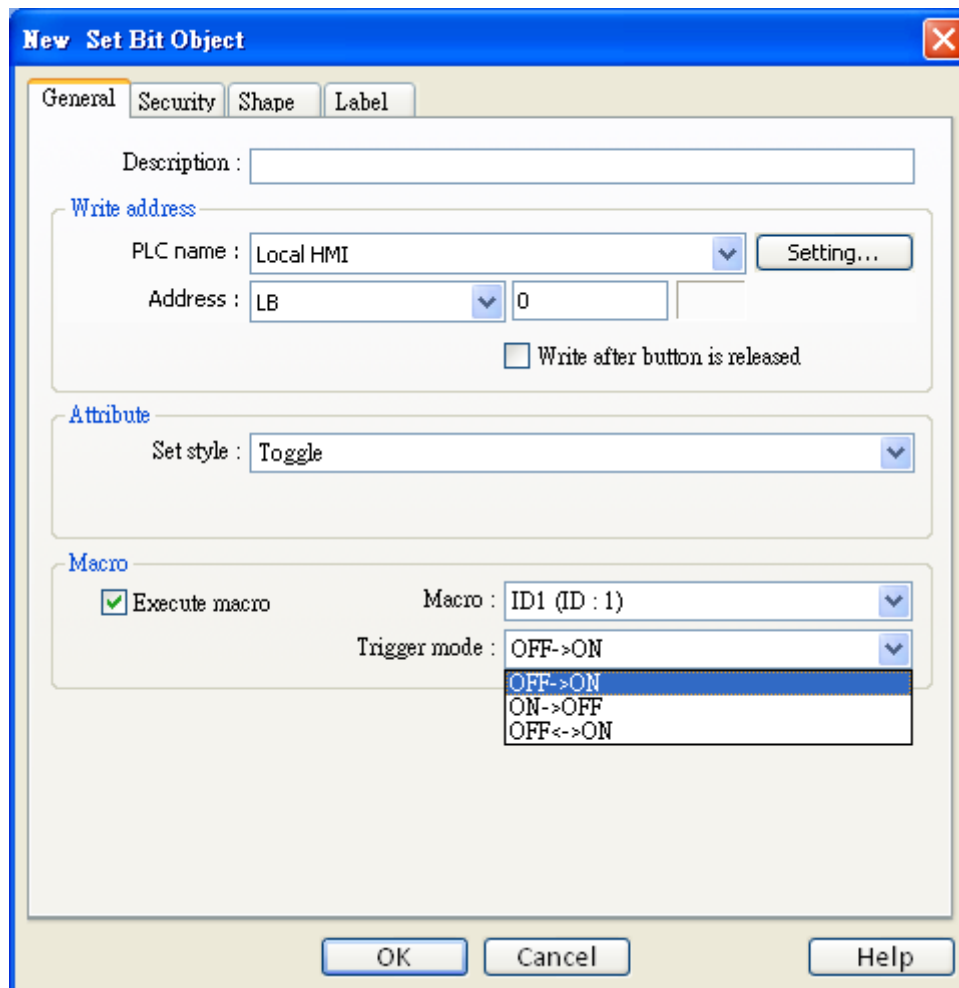 New Set Bit Object
General Security Shape Label
Description :
Write address
PLC name : Local HMI Setting...
Address : LB 0
Write after button is released
Attribute
Set style : Toggle
Macro
Execute macro Macro : ID1 (ID : 1)
Trigger mode : OFF->ON
OFF->ON
ON->OFF
OFF<->ON
OK Cancel Help